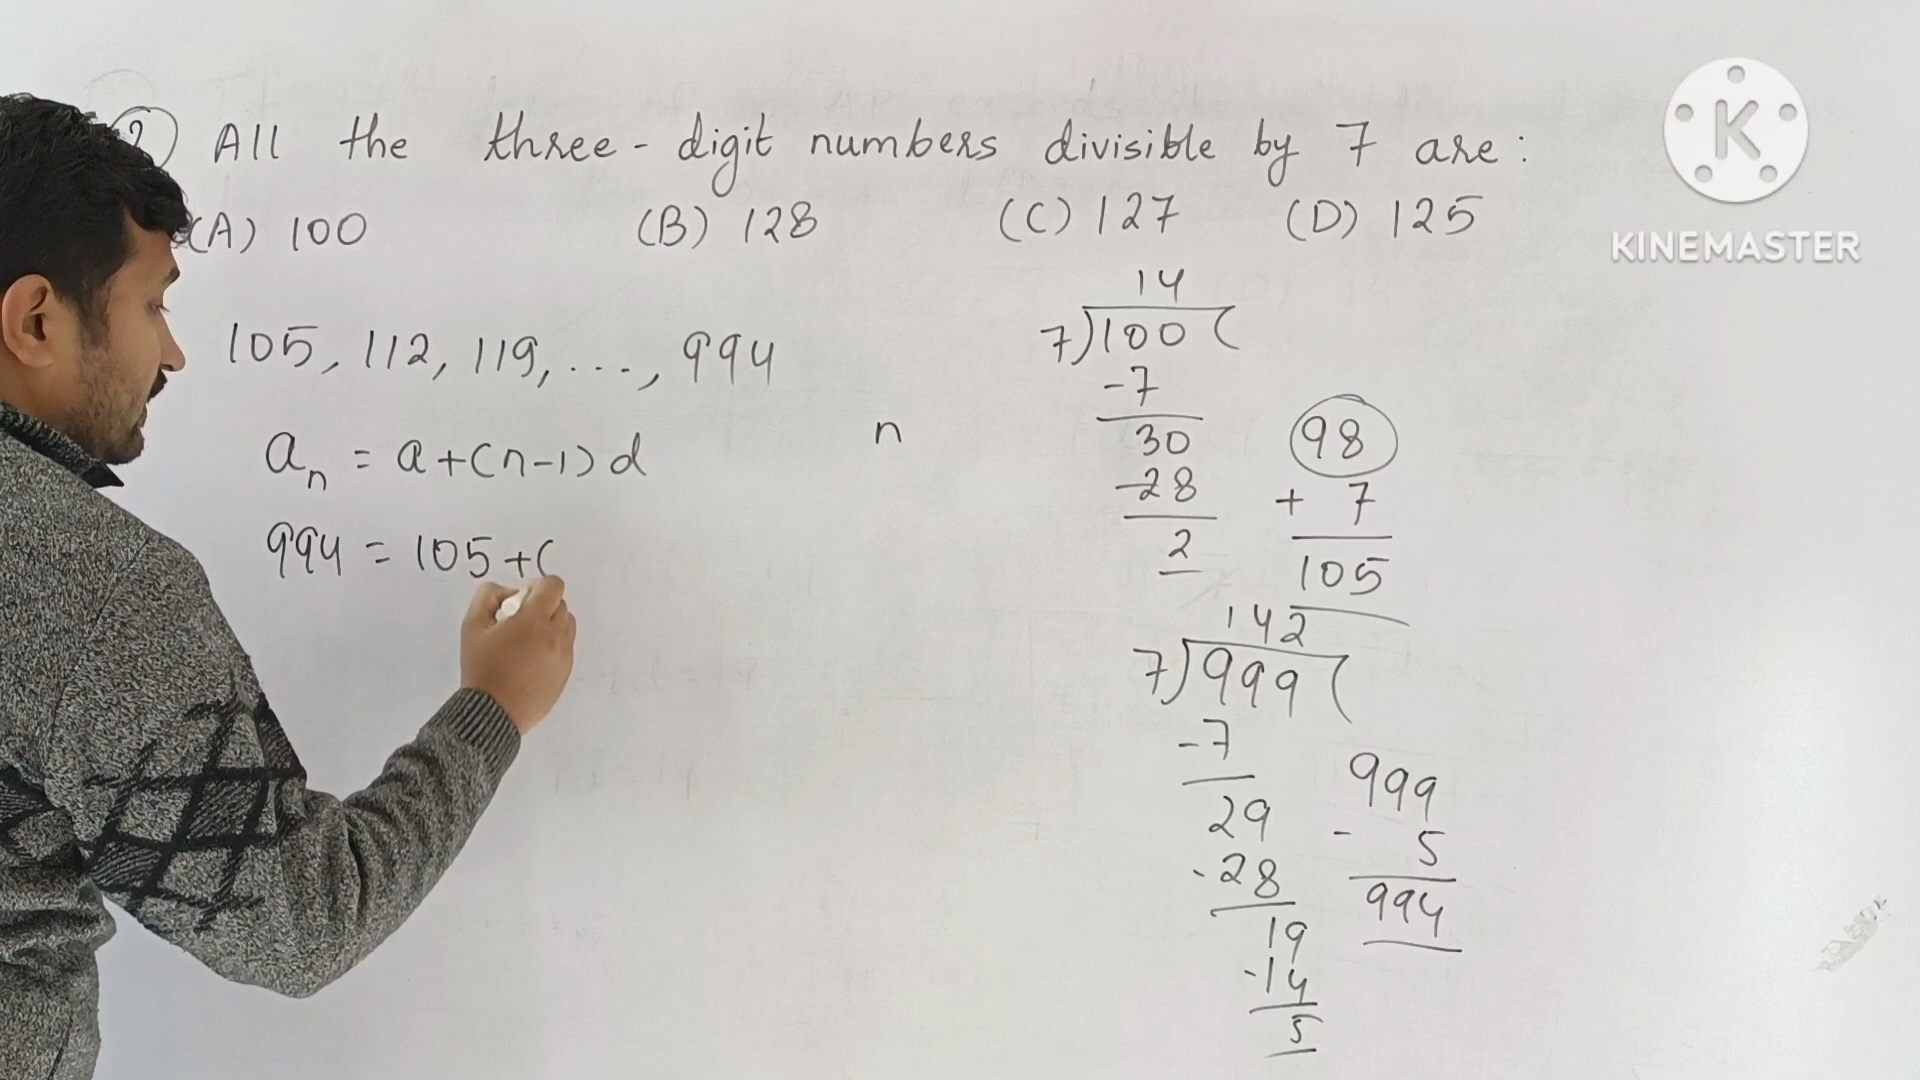 2 All the three-digit numbers divisible by 7 are:
(A) 100 (B) 128 (C) 127 (D) 125
105, 112, 119, ..., 994
aₙ = a+(n-1)d
994 = 105+(
n
14
7)100(
-7
30
-28
2
98
+ 7
105
142
7)999(
-7
29
-28
19
-14
5
999
- 5
994
K
KINEMASTER